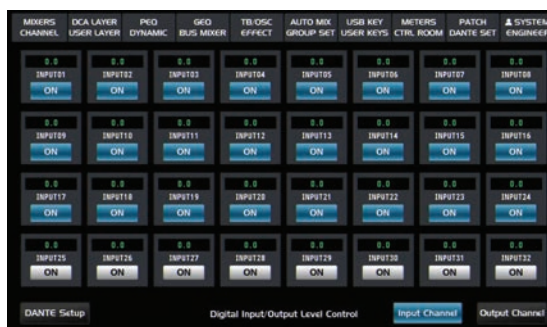 MIXERS DCA LAYER PEQ GEQ TB/OSC AUTO MIX USB KEY METERS PATCH SYSTEM
CHANNEL USER LAYER DYNAMIC BUS MIXER EFFECT GROUP SET USER KEYS CTRL ROOM DANTE SET ENGINEER
0.0 0.0 0.0 0.0 0.0 0.0 0.0 0.0
INPUT01 INPUT02 INPUT03 INPUT04 INPUT05 INPUT06 INPUT07 INPUT08
ON ON ON ON ON ON ON ON
0.0 0.0 0.0 0.0 0.0 0.0 0.0 0.0
INPUT09 INPUT10 INPUT11 INPUT12 INPUT13 INPUT14 INPUT15 INPUT16
ON ON ON ON ON ON ON ON
0.0 0.0 0.0 0.0 0.0 0.0 0.0 0.0
INPUT17 INPUT18 INPUT19 INPUT20 INPUT21 INPUT22 INPUT23 INPUT24
ON ON ON ON ON ON ON ON
0.0 0.0 0.0 0.0 0.0 0.0 0.0 0.0
INPUT25 INPUT26 INPUT27 INPUT28 INPUT29 INPUT30 INPUT31 INPUT32
ON ON ON ON ON ON ON ON
DANTE Setup Digital Input/Output Level Control Input Channel Output Channel